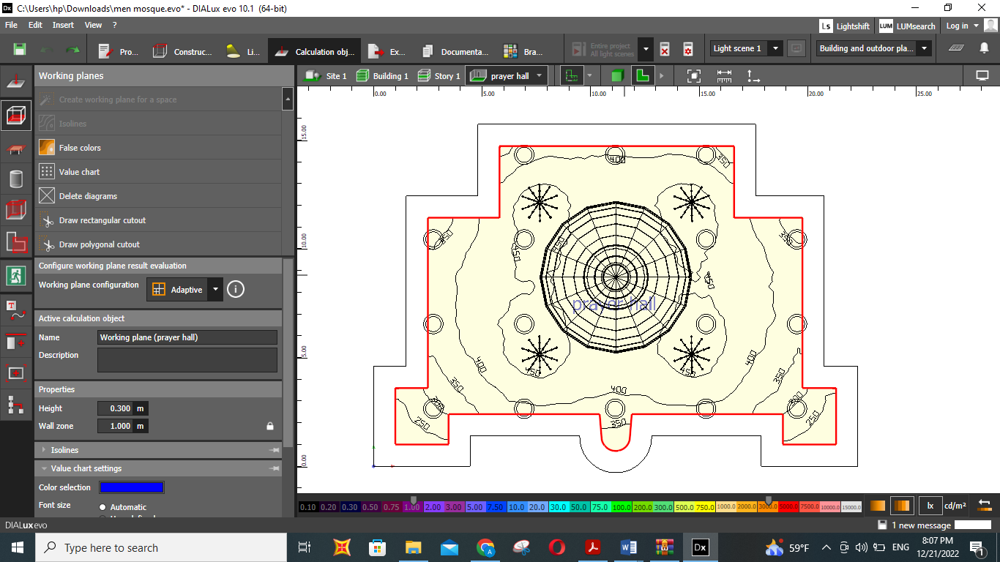 Dx C:\Users\hp\Downloads\men mosque.evo* - DIALux evo 10.1 (64-bit)
File Edit Insert View ?
Ls Lightshift LUM LUMsearch Log in
Pro... Construc... Li... Calculation obj... Ex... Documenta... Bra... Entire project Light scene 1 Building and outdoor pla...
All light scenes
Working planes
Site 1 Building 1 Story 1 prayer hall
Create working plane for a space
Isolines
False colors
Value chart
Delete diagrams
Draw rectangular cutout
Draw polygonal cutout
Configure working plane result evaluation
Working plane configuration Adaptive i
Active calculation object
Name Working plane (prayer hall)
Description
Properties
Height 0.300 m
Wall zone 1.000 m
Isolines
Value chart settings
Color selection
Font size Automatic
0.00 5.00 10.00 15.00 20.00 25.00
15.00
10.00
5.00
0.00
400 350
350 350
450 450
450
prayer hall
400 400
450 450
350 350
400
300 300
250 350 250
0.10 0.20 0.30 0.50 0.75 1.00 2.00 3.00 5.00 7.50 10.0 20.0 30.0 50.0 75.0 100.0 200.0 300.0 500.0 750.0 1000.0 2000.0 3000.0 5000.0 7500.0 10000.0 15000.0 lx cd/m²
DIALux evo 1 new message
Type here to search
Dx 59°F ENG 8:07 PM
12/21/2022 1